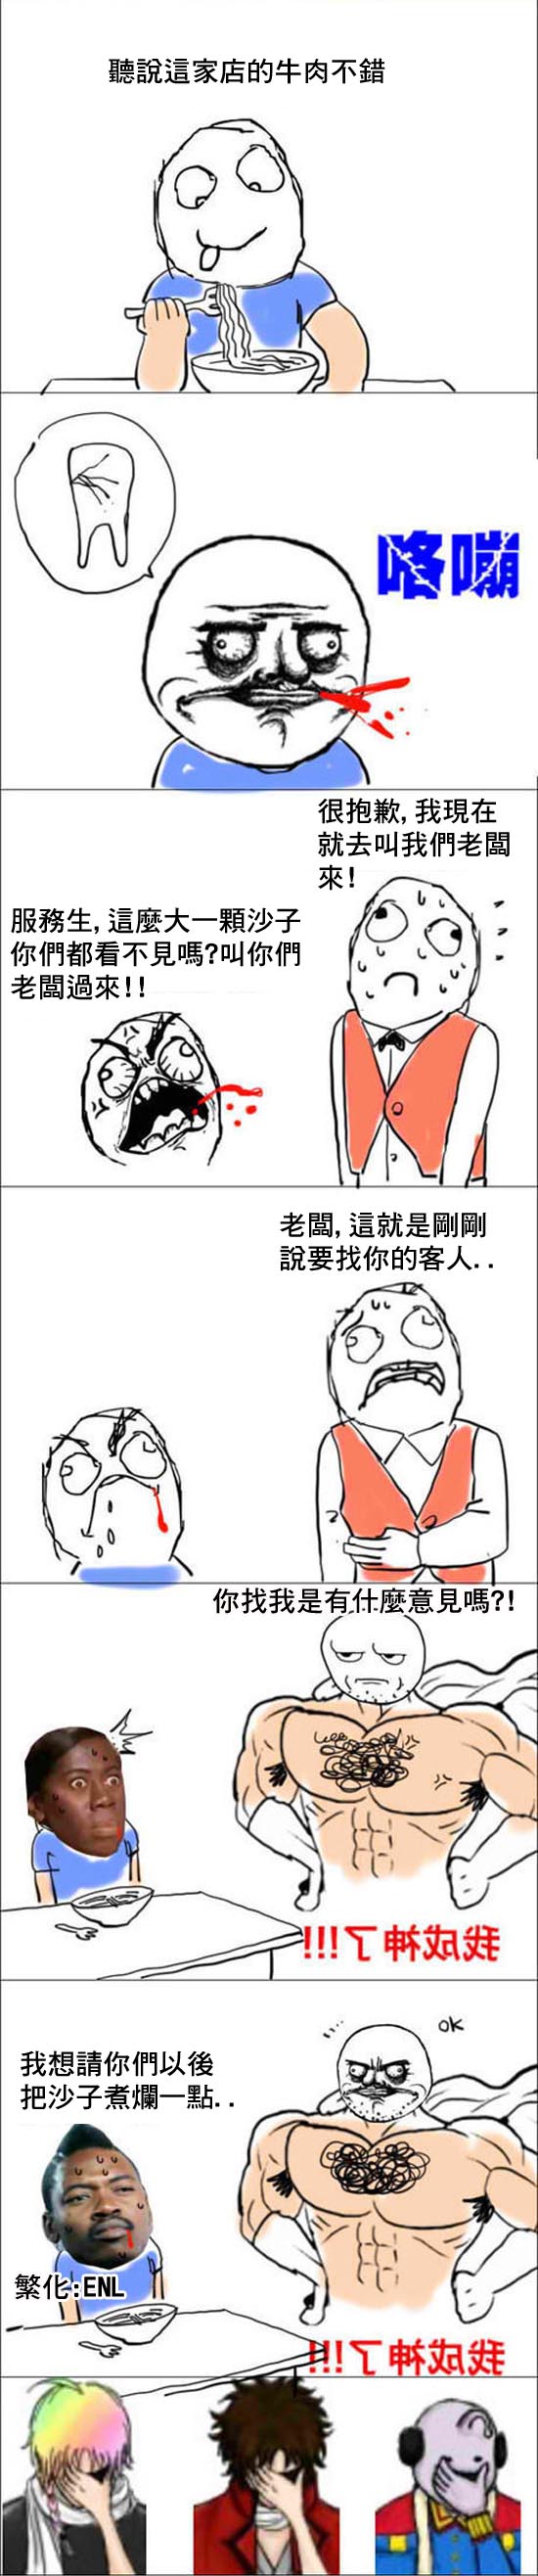 聽說這家店的牛肉不錯
咯嘣
很抱歉,我現在
就去叫我們老闆
來!
服務生,這麼大一顆沙子
你們都看不見嗎?叫你們
老闆過來!!
老闆,這就是剛剛
說要找你的客人..
你找我是有什麼意見嗎?!
我成神了!!!
OK
我想請你們以後
把沙子煮爛一點..
繁化:ENL
我成神了!!!